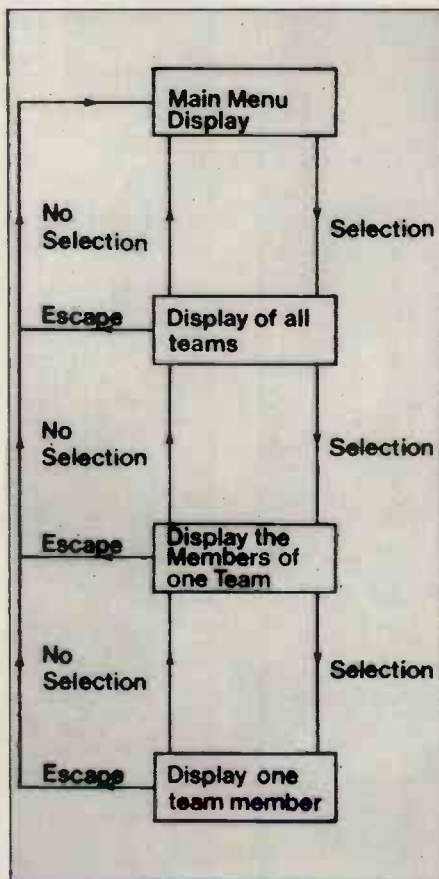 Main Menu
Display
No
Selection
Selection
Escape
Display of all
teams
No
Selection
Selection
Escape
Display the
Members of
one Team
No
Selection
Selection
Escape
Display one
team member